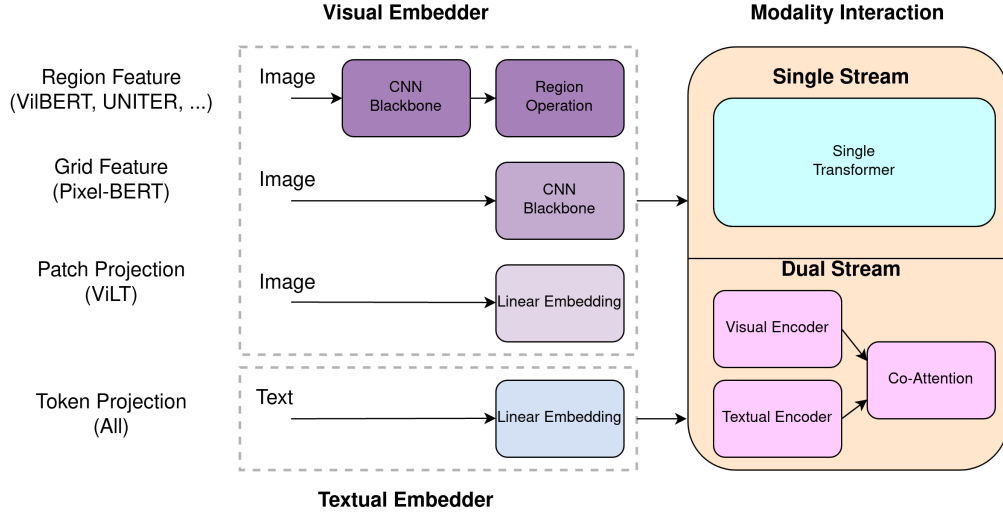 Visual Embedder
Modality Interaction
Region Feature
(VilBERT, UNITER, ...)
Image
CNN
Blackbone
Region
Operation
Single Stream
Single
Transformer
Grid Feature
(Pixel-BERT)
Image
CNN
Blackbone
Patch Projection
(ViLT)
Image
Linear Embedding
Dual Stream
Visual Encoder
Co-Attention
Textual Encoder
Token Projection
(All)
Text
Linear Embedding
Textual Embedder